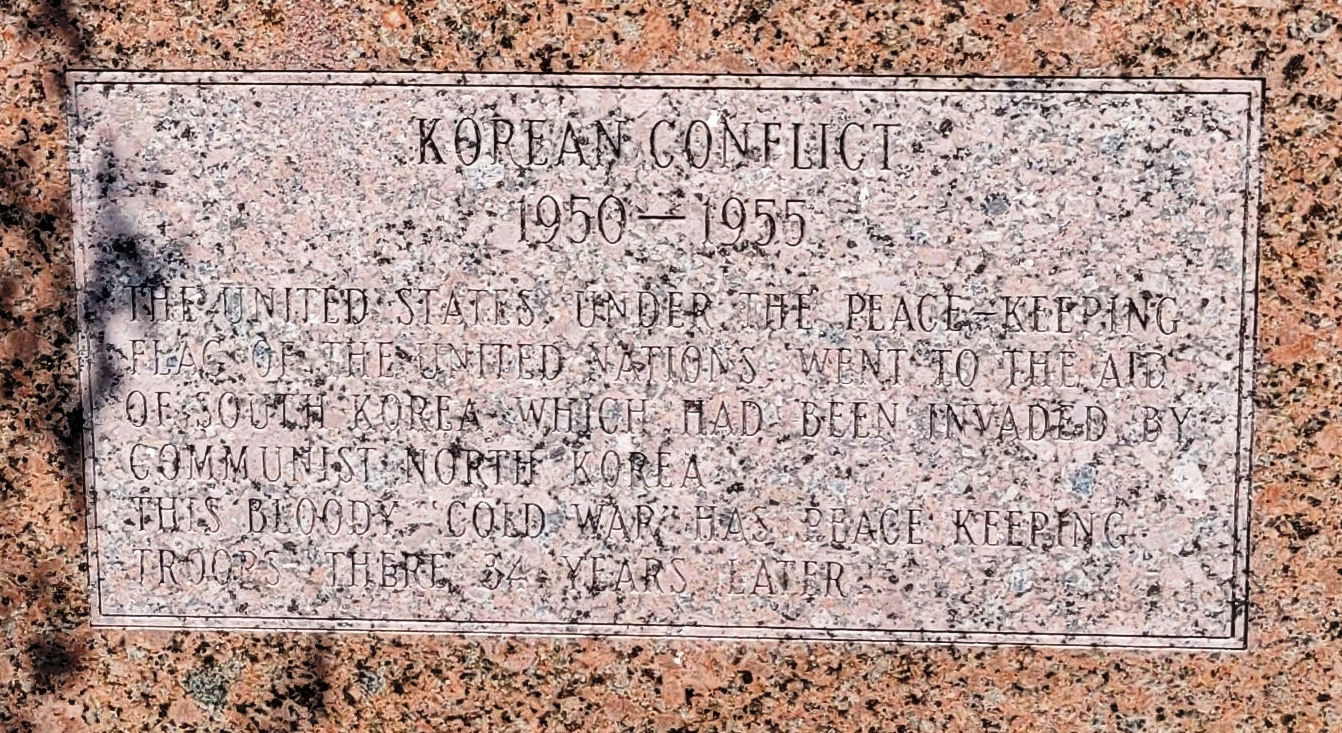 KOREAN CONFLICT
1950 — 1955
THE UNITED STATES, UNDER THE PEACE-KEEPING
FLAG OF THE UNITED NATIONS, WENT TO THE AID
OF SOUTH KOREA WHICH HAD BEEN INVADED BY
COMMUNIST NORTH KOREA.
THIS BLOODY "COLD WAR" HAS PEACE KEEPING
TROOPS THERE 34 YEARS LATER.